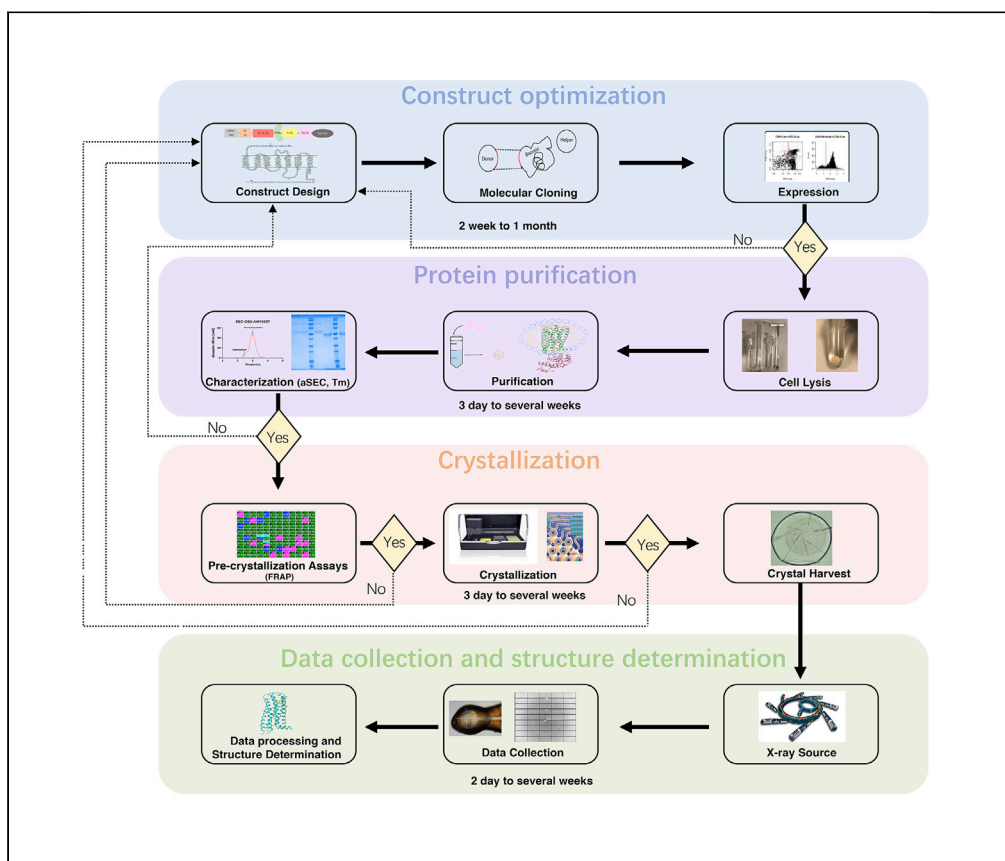 Construct optimization
Construct Design
Donor
Helper
Molecular Cloning
Expression
2 week to 1 month
No
Yes
Protein purification
Characterization (aSEC, Tm)
Purification
Cell Lysis
3 day to several weeks
No
Yes
Crystallization
Yes
Yes
Pre-crystallization Assays
(FRAP)
Crystallization
Crystal Harvest
No
No
3 day to several weeks
Data collection and structure determination
Data processing and
Structure Determination
Data Collection
X-ray Source
2 day to several weeks